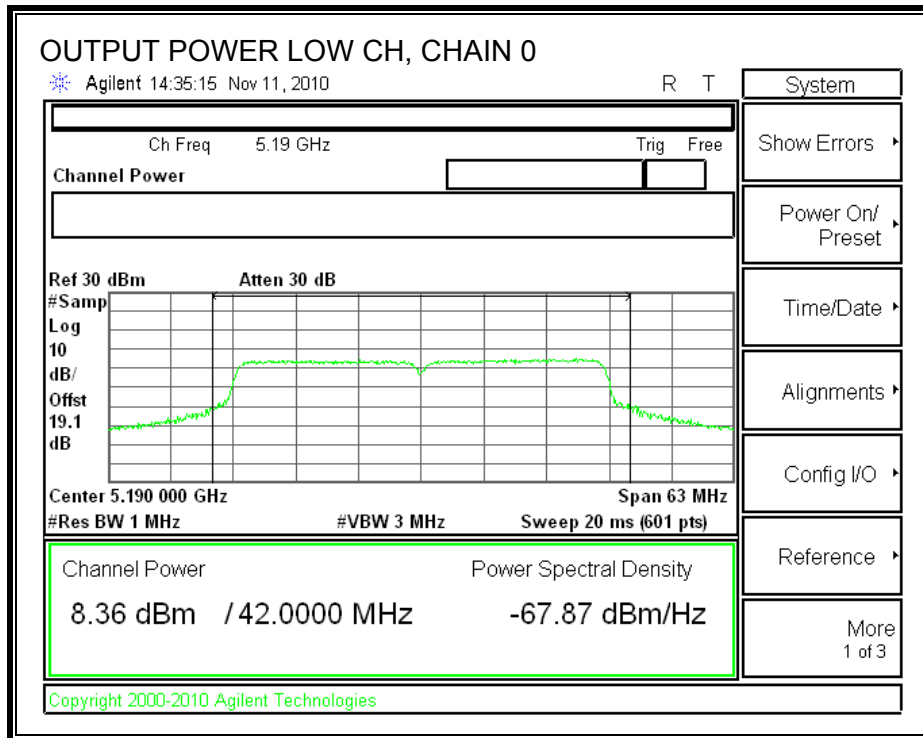 OUTPUT POWER LOW CH, CHAIN 0
Agilent 14:35:15 Nov 11, 2010 R T
System
Ch Freq 5.19 GHz Trig Free
Channel Power
Show Errors
Power On/
Preset
Ref 30 dBm Atten 30 dB
#Samp
Log
10
dB/
Offst
19.1
dB
Time/Date
Alignments
Center 5.190 000 GHz Span 63 MHz
#Res BW 1 MHz #VBW 3 MHz Sweep 20 ms (601 pts)
Config I/O
Channel Power Power Spectral Density
8.36 dBm / 42.0000 MHz -67.87 dBm/Hz
Reference
More
1 of 3
Copyright 2000-2010 Agilent Technologies